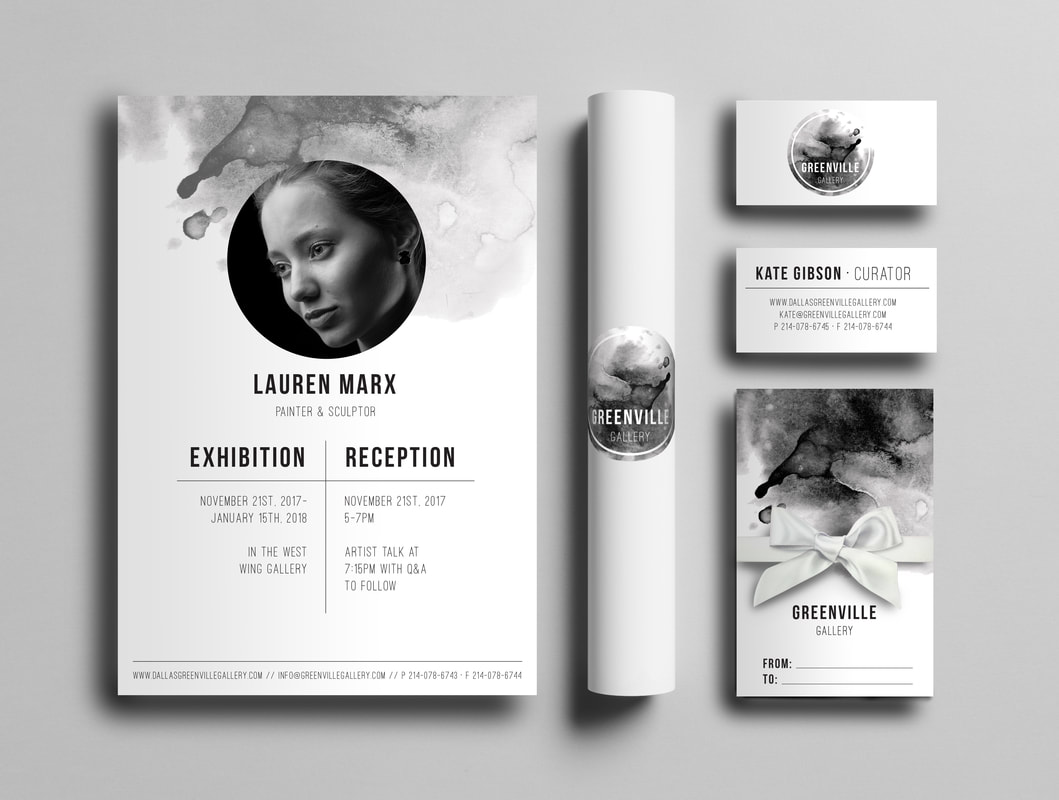 LAUREN MARX
PAINTER & SCULPTOR
EXHIBITION
NOVEMBER 21ST, 2017-
JANUARY 15TH, 2018
IN THE WEST
WING GALLERY
RECEPTION
NOVEMBER 21ST, 2017
5-7PM
ARTIST TALK AT
7:15PM WITH Q&A
TO FOLLOW
WWW.DALLASGREENVILLEGALLERY.COM // INFO@GREENVILLEGALLERY.COM // P 214-078-6743 · F 214-078-6744
GREENVILLE
GALLERY
GREENVILLE
GALLERY
KATE GIBSON · CURATOR
WWW.DALLASGREENVILLEGALLERY.COM
KATE@GREENVILLEGALLERY.COM
P 214-078-6745 · F 214-078-6744
GREENVILLE
GALLERY
FROM:
TO: